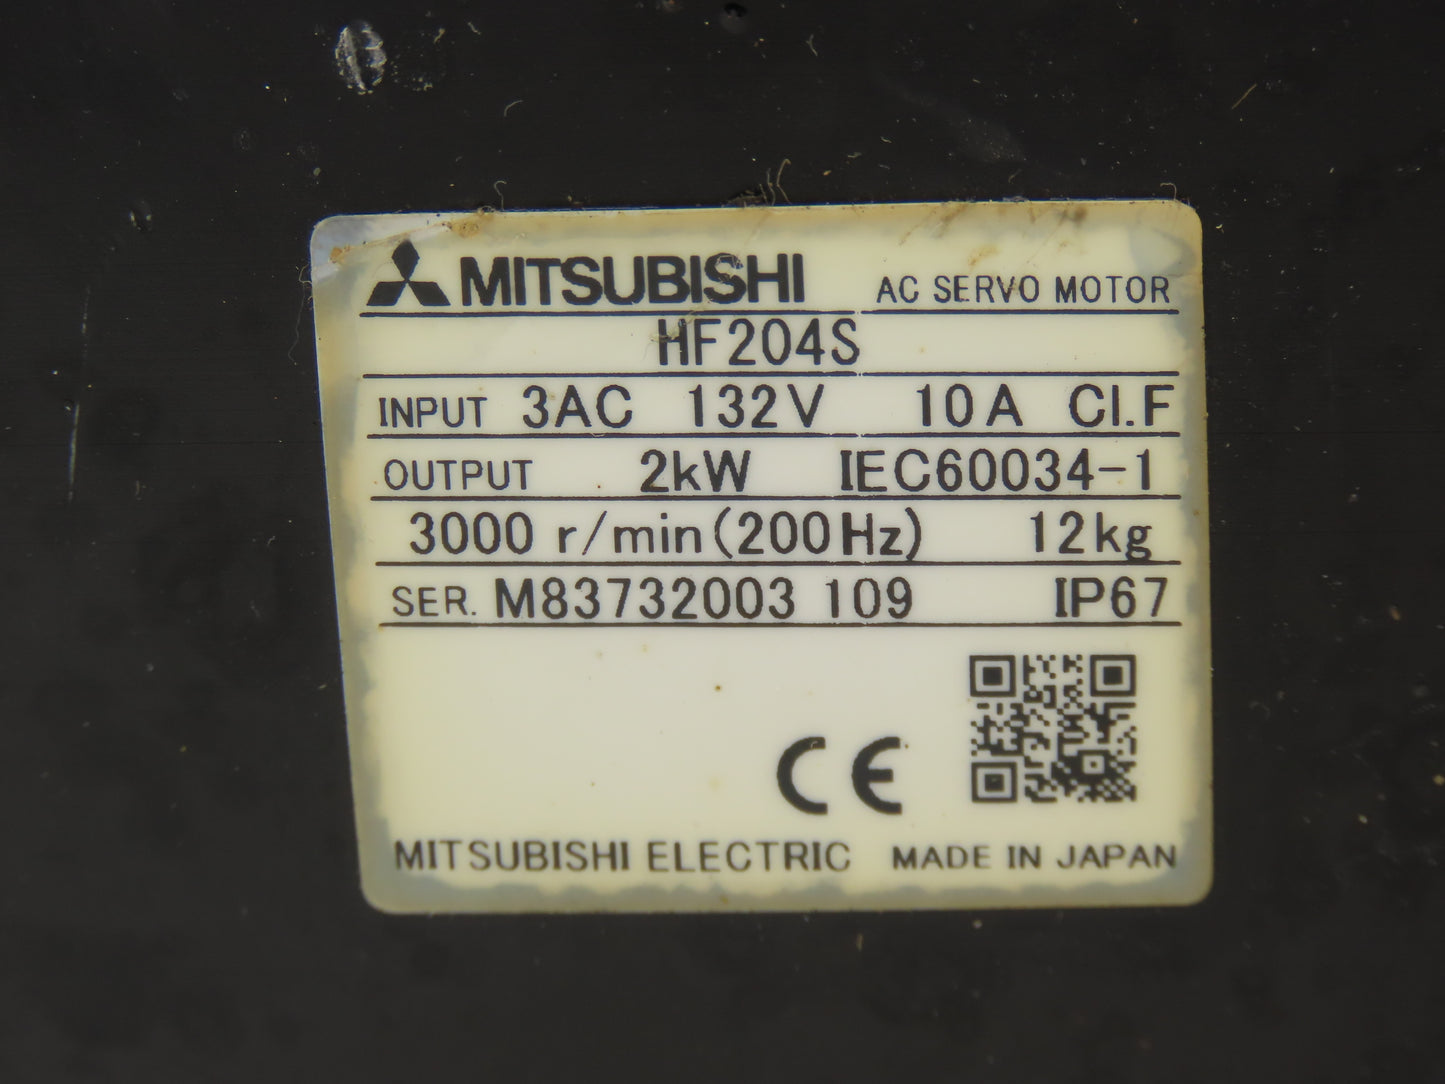 MITSUBISHI AC SERVO MOTOR
HF204S
INPUT 3AC 132V 10A Cl.F
OUTPUT 2kW IEC60034-1
3000 r/min(200Hz) 12kg
SER. M83732003 109 IP67
CE
MITSUBISHI ELECTRIC MADE IN JAPAN